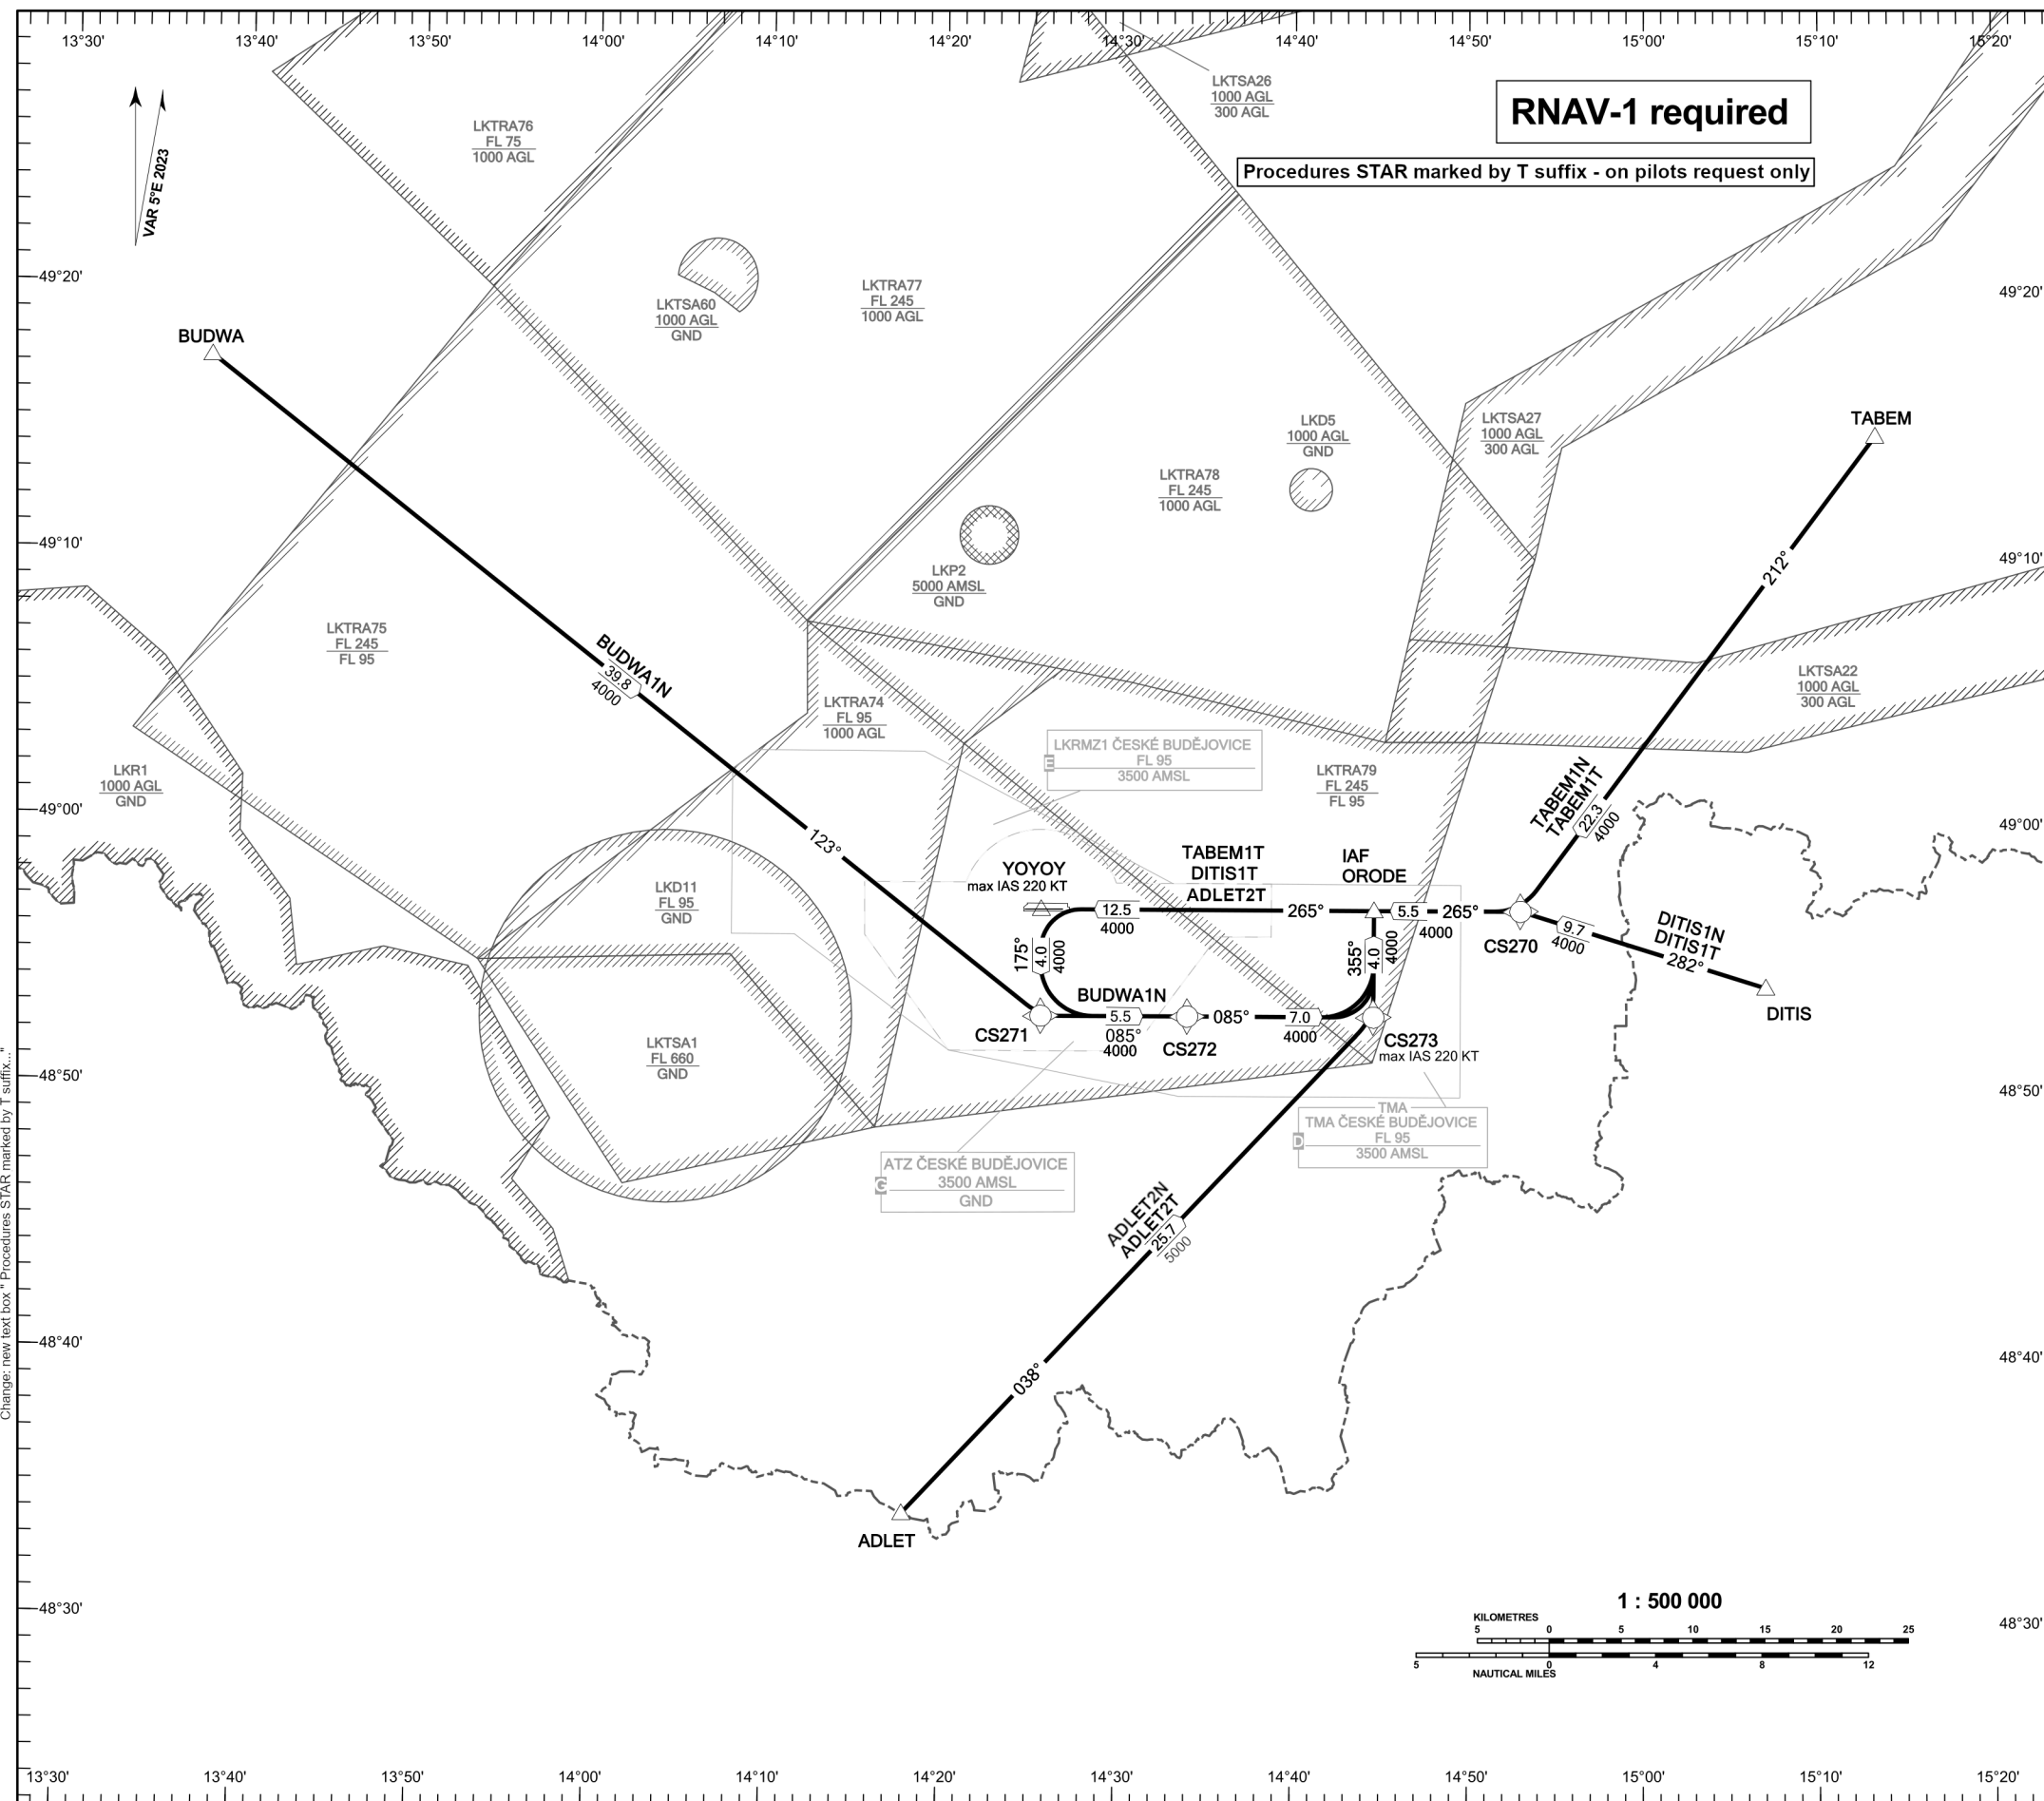 13°30'
13°40'
13°50'
14°00'
14°10'
14°20'
14°30'
14°40'
14°50'
15°00'
15°10'
15°20'
VAR 5°E 2023
LKTRA76
FL 75
1000 AGL
LKTSA26
1000 AGL
300 AGL
RNAV-1 required
Procedures STAR marked by T suffix - on pilots request only
49°20'
49°20'
LKTSA60
1000 AGL
GND
LKTRA77
FL 245
1000 AGL
BUDWA
LKD5
1000 AGL
GND
LKTSA27
1000 AGL
300 AGL
TABEM
LKTRA78
FL 245
1000 AGL
49°10'
49°10'
LKP2
5000 AMSL
GND
212°
LKTRA75
FL 245
FL 95
BUDWA1N
39.8
4000
LKTRA74
FL 95
1000 AGL
LKTSA22
1000 AGL
300 AGL
LKRMZ1 ČESKÉ BUDĚJOVICE
FL 95
3500 AMSL
E
LKR1
1000 AGL
GND
LKTRA79
FL 245
FL 95
49°00'
49°00'
TABEM1N
TABEM1T
22.3
4000
123°
YOYOY
max IAS 220 KT
TABEM1T
DITIS1T
ADLET2T
IAF
ORODE
LKD11
FL 95
GND
12.5
4000
265°
5.5
4000
265°
CS270
DITIS1N
DITIS1T
9.7
4000
282°
DITIS
175°
4.0
4000
355°
4.0
4000
BUDWA1N
5.5
085°
4000
CS271
CS272
085°
7.0
4000
CS273
max IAS 220 KT
LKTSA1
FL 660
GND
48°50'
48°50'
TMA
TMA ČESKÉ BUDĚJOVICE
FL 95
3500 AMSL
D
ATZ ČESKÉ BUDĚJOVICE
3500 AMSL
GND
G
ADLET2N
ADLET2T
25.7
5000
038°
48°40'
48°40'
ADLET
48°30'
48°30'
1 : 500 000
KILOMETRES
5 0 5 10 15 20 25
5 0 4 8 12
NAUTICAL MILES
13°30'
13°40'
13°50'
14°00'
14°10'
14°20'
14°30'
14°40'
14°50'
15°00'
15°10'
15°20'
Change: new text box " Procedures STAR marked by T suffix..."